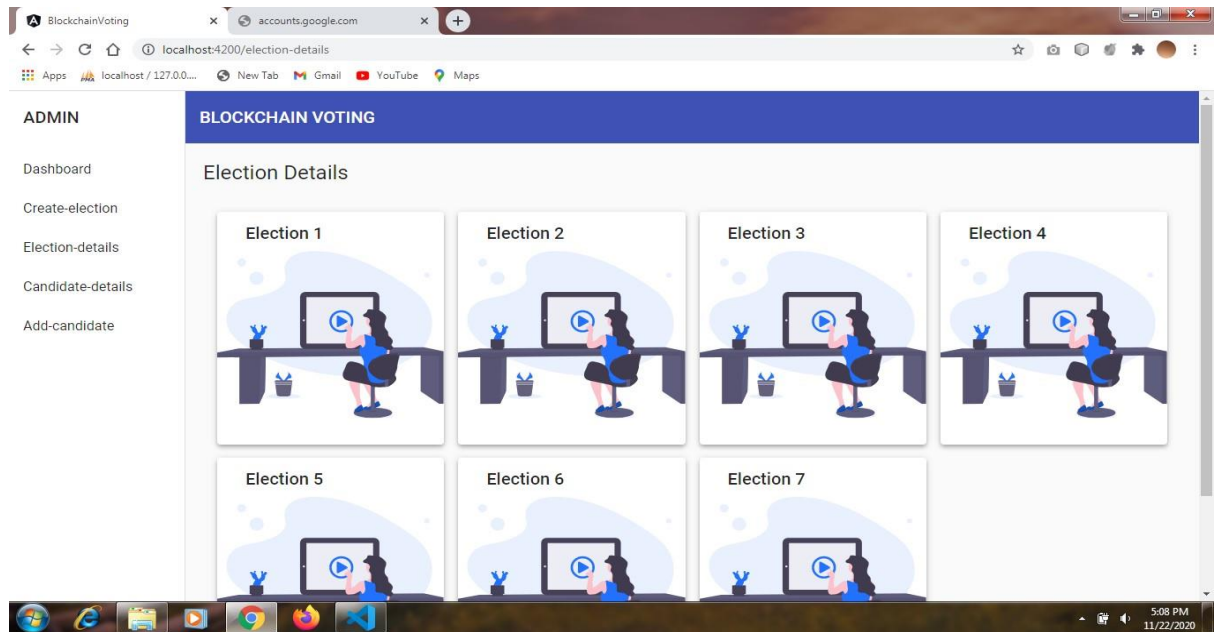 BlockchainVoting
accounts.google.com
localhost:4200/election-details
Apps
localhost / 127.0.0....
New Tab
Gmail
YouTube
Maps
ADMIN
BLOCKCHAIN VOTING
Dashboard
Create-election
Election-details
Candidate-details
Add-candidate
Election Details
Election 1
Election 2
Election 3
Election 4
Election 5
Election 6
Election 7
5:08 PM
11/22/2020